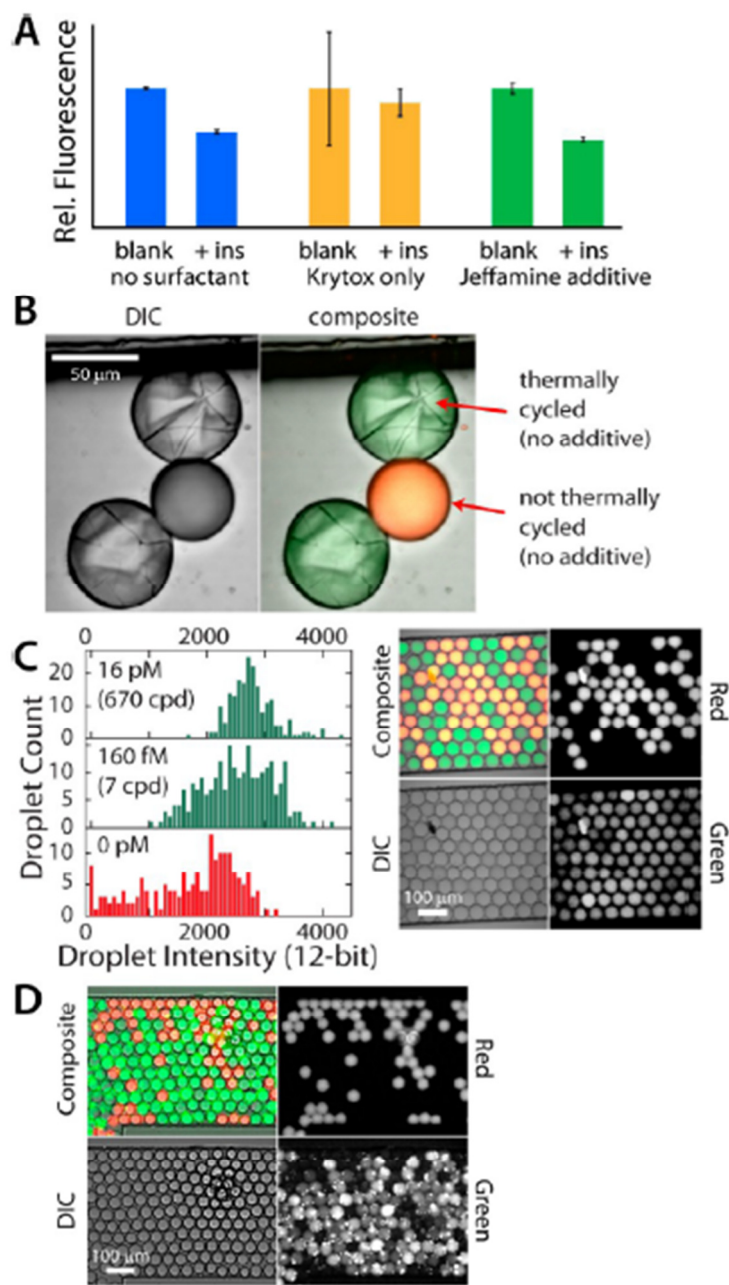 A
Rel. Fluorescence
blank + ins blank + ins blank + ins
no surfactant Krytox only Jeffamine additive
B
DIC composite
50 μm
thermally
cycled
(no additive)
not thermally
cycled
(no additive)
C
0 2000 4000
Droplet Count
20
10
0
16 pM
(670 cpd)
15
10
5
0
160 fM
(7 cpd)
15
10
5
0
0 pM
0 2000 4000
Droplet Intensity (12-bit)
Composite
Red
DIC
Green
100 μm
D
Composite
Red
DIC
Green
100 μm